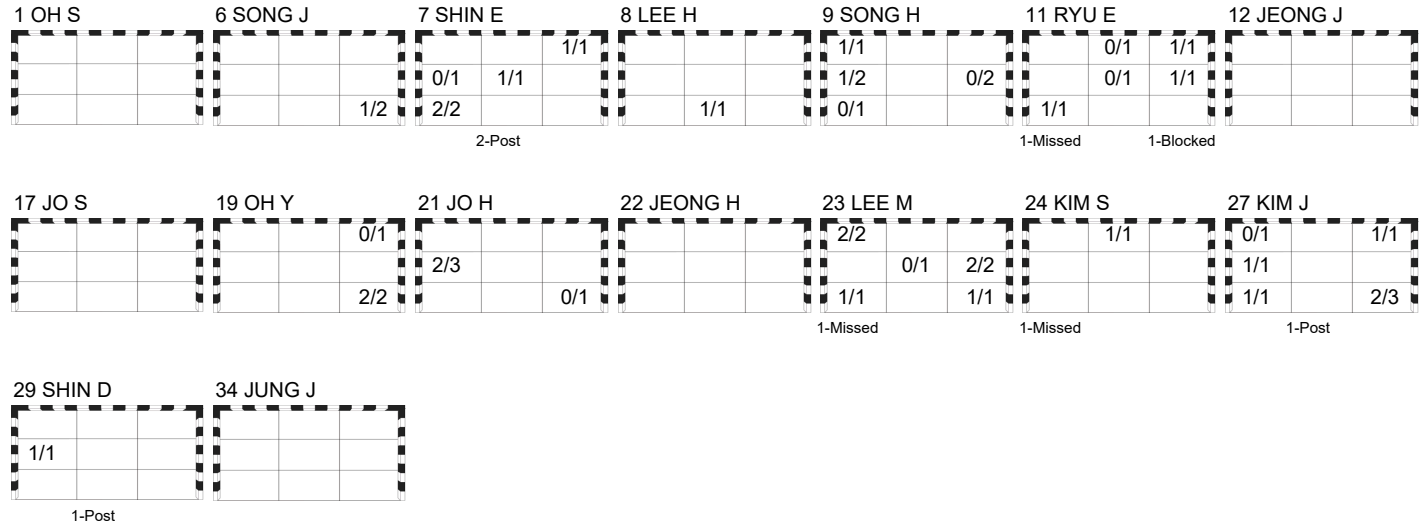 1 OH S 6 SONG J 7 SHIN E 8 LEE H 9 SONG H 11 RYU E 12 JEONG J
1/1 1/1 0/1 1/1
0/1 1/1 1/2 0/2 0/1 1/1
1/2 2/2 1/1 0/1 1/1
2-Post 1-Missed 1-Blocked
17 JO S 19 OH Y 21 JO H 22 JEONG H 23 LEE M 24 KIM S 27 KIM J
0/1 2/2 1/1 0/1 1/1
2/3 0/1 2/2 1/1
2/2 0/1 1/1 1/1 1/1 2/3
1-Missed 1-Missed 1-Post
29 SHIN D 34 JUNG J
1/1
1-Post